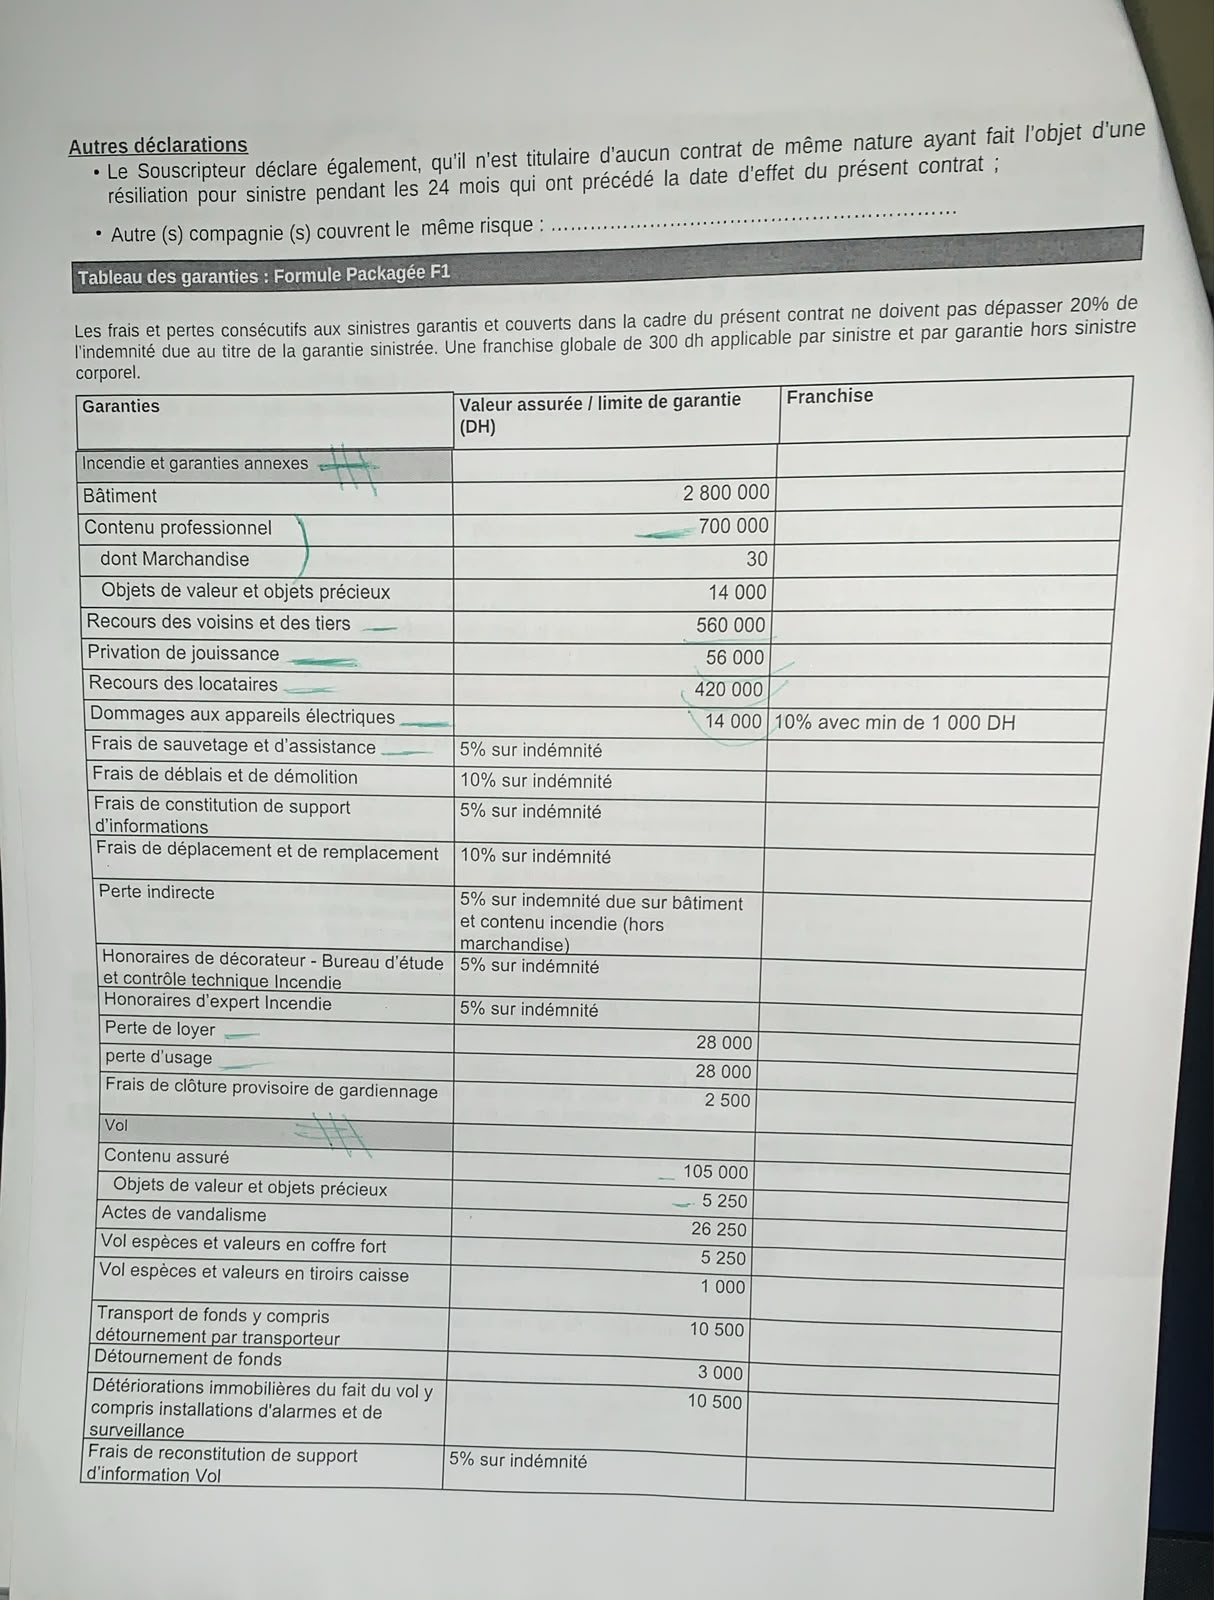 Autres déclarations
• Le Souscripteur déclare également, qu'il n'est titulaire d'aucun contrat de même nature ayant fait l'objet d'une
résiliation pour sinistre pendant les 24 mois qui ont précédé la date d'effet du présent contrat ;
• Autre (s) compagnie (s) couvrent le même risque : ................................................................
Tableau des garanties : Formule Packagée F1
Les frais et pertes consécutifs aux sinistres garantis et couverts dans la cadre du présent contrat ne doivent pas dépasser 20% de
l'indemnité due au titre de la garantie sinistrée. Une franchise globale de 300 dh applicable par sinistre et par garantie hors sinistre
corporel.
Garanties Valeur assurée / limite de garantie Franchise
(DH)
Incendie et garanties annexes
Bâtiment 2 800 000
Contenu professionnel 700 000
dont Marchandise 30
Objets de valeur et objets précieux 14 000
Recours des voisins et des tiers 560 000
Privation de jouissance 56 000
Recours des locataires 420 000
Dommages aux appareils électriques 14 000 10% avec min de 1 000 DH
Frais de sauvetage et d'assistance 5% sur indémnité
Frais de déblais et de démolition 10% sur indémnité
Frais de constitution de support 5% sur indémnité
d'informations
Frais de déplacement et de remplacement 10% sur indémnité
Perte indirecte 5% sur indemnité due sur bâtiment
et contenu incendie (hors
marchandise)
Honoraires de décorateur - Bureau d'étude 5% sur indémnité
et contrôle technique Incendie
Honoraires d'expert Incendie 5% sur indémnité
Perte de loyer 28 000
perte d'usage 28 000
Frais de clôture provisoire de gardiennage 2 500
Vol
Contenu assuré 105 000
Objets de valeur et objets précieux 5 250
Actes de vandalisme 26 250
Vol espèces et valeurs en coffre fort 5 250
Vol espèces et valeurs en tiroirs caisse 1 000
Transport de fonds y compris 10 500
détournement par transporteur
Détournement de fonds 3 000
Détériorations immobilières du fait du vol y 10 500
compris installations d'alarmes et de
surveillance
Frais de reconstitution de support 5% sur indémnité
d'information Vol